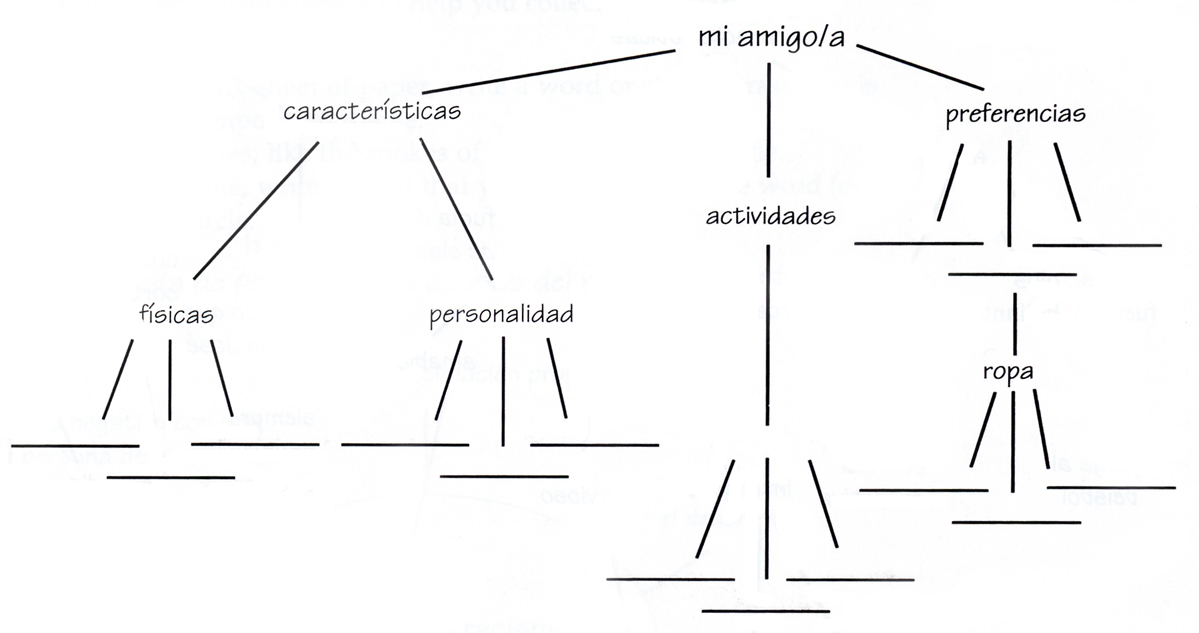 mi amigo/a
características
preferencias
actividades
físicas
personalidad
ropa